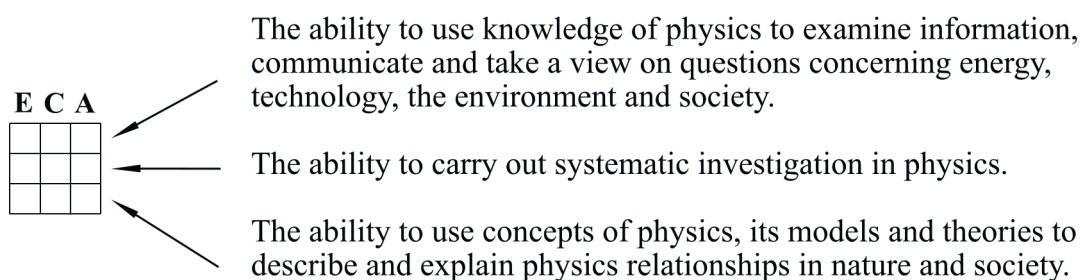 The ability to use knowledge of physics to examine information,
communicate and take a view on questions concerning energy,
technology, the environment and society.
E C A
The ability to carry out systematic investigation in physics.
The ability to use concepts of physics, its models and theories to
describe and explain physics relationships in nature and society.